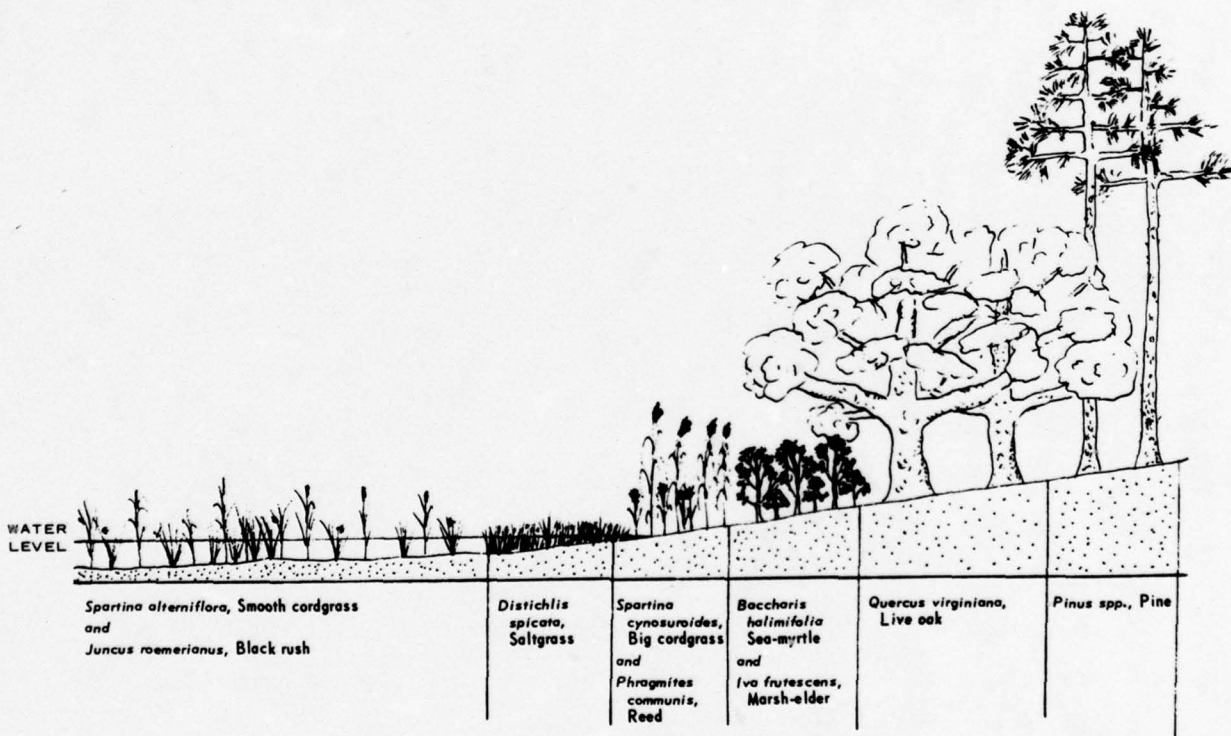 WATER
LEVEL
Spartina alterniflora, Smooth cordgrass
and
Juncus roemerianus, Black rush
Distichlis
spicata,
Saltgrass
Spartina
cynosuroides,
Big cordgrass
and
Phragmites
communis,
Reed
Baccharis
halimifolia
Sea-myrtle
and
Iva frutescens,
Marsh-elder
Quercus virginiana,
Live oak
Pinus spp., Pine